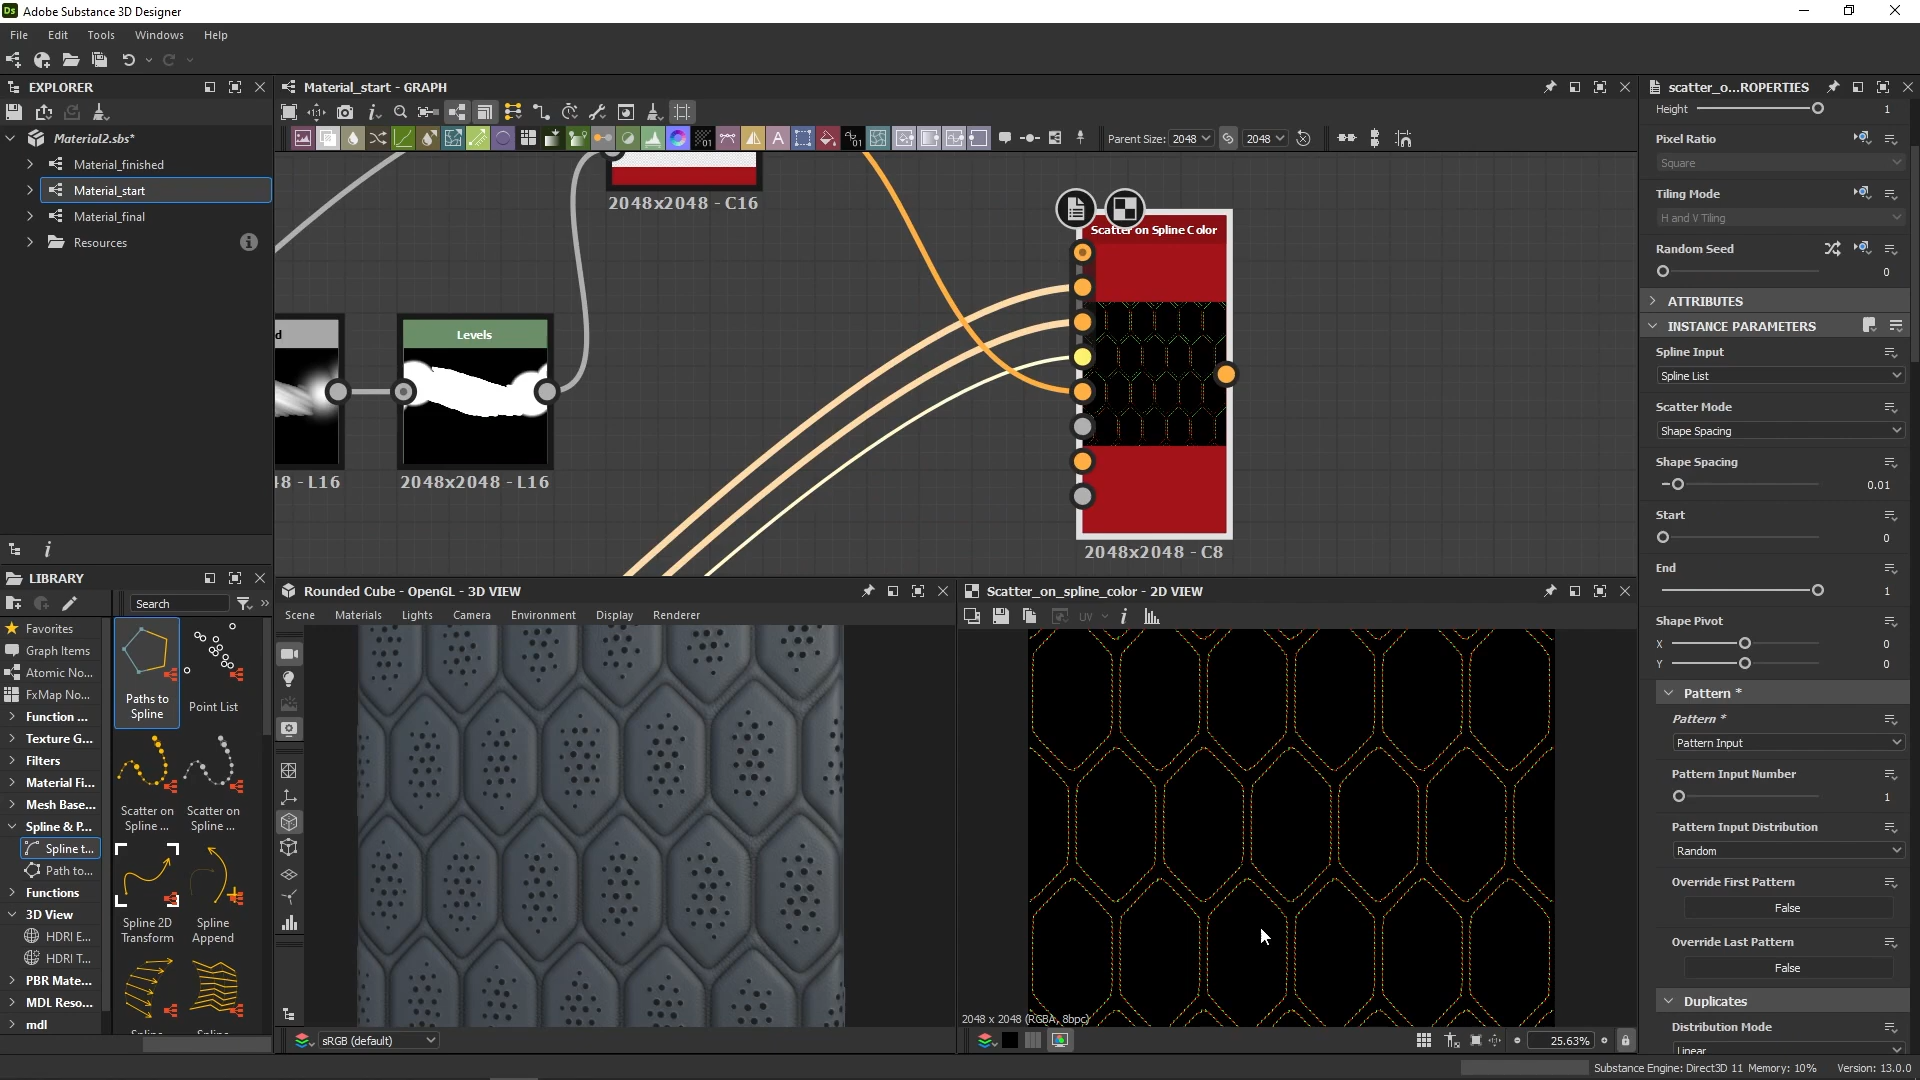 Ds Adobe Substance 3D Designer
File Edit Tools Windows Help
EXPLORER
Material2.sbs*
Material_finished
Material_start
Material_final
Resources
LIBRARY
Search
Favorites
Graph Items
Atomic No...
FxMap No...
Function ...
Texture G...
Filters
Material Fi...
Mesh Base...
Spline & P...
Spline t...
Path to...
Functions
3D View
HDRI E...
HDRI T...
PBR Mate...
MDL Reso...
mdl
Paths to
Spline
Point List
Scatter on
Spline ...
Scatter on
Spline ...
Spline 2D
Transform
Spline
Append
Material_start - GRAPH
Parent Size: 2048 2048
2048x2048 - C16
d
48 - L16
Levels
2048x2048 - L16
Scatter on Spline Color
2048x2048 - C8
Rounded Cube - OpenGL - 3D VIEW
Scene Materials Lights Camera Environment Display Renderer
sRGB (default)
Scatter_on_spline_color - 2D VIEW
UV
2048 x 2048 (RGBA, 8bpc)
25.63%
scatter_o...ROPERTIES
Height 1
Pixel Ratio
Square
Tiling Mode
H and V Tiling
Random Seed
0
ATTRIBUTES
INSTANCE PARAMETERS
Spline Input
Spline List
Scatter Mode
Shape Spacing
Shape Spacing
0.01
Start
0
End
1
Shape Pivot
X 0
Y 0
Pattern *
Pattern *
Pattern Input
Pattern Input Number
1
Pattern Input Distribution
Random
Override First Pattern
False
Override Last Pattern
False
Duplicates
Distribution Mode
Linear
Substance Engine: Direct3D 11 Memory: 10% Version: 13.0.0